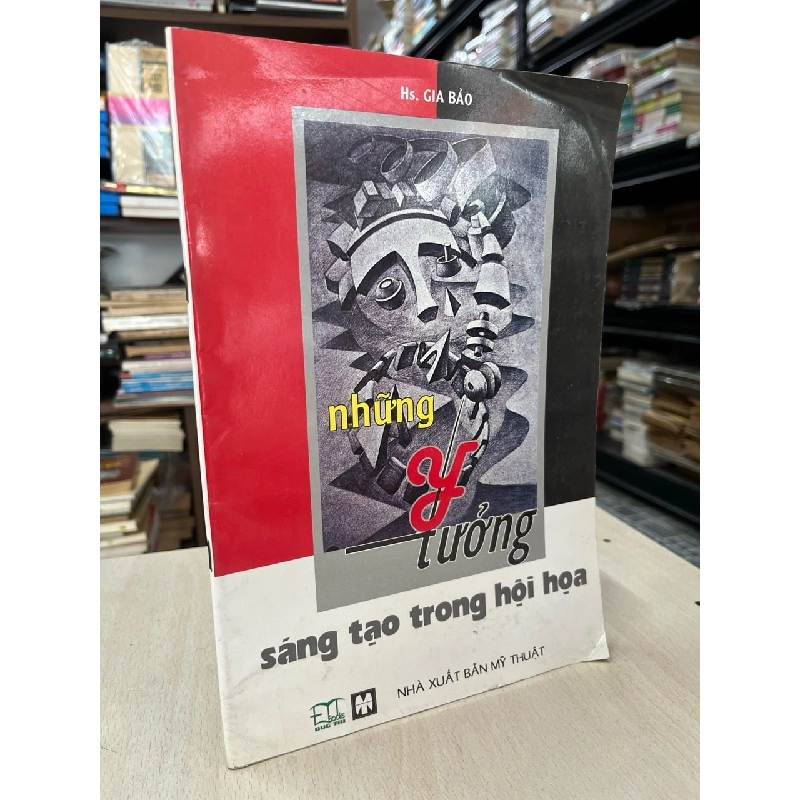 Hs. GIA BẢO
những
ý
tưởng
sáng tạo trong hội họa
NHÀ XUẤT BẢN MỸ THUẬT